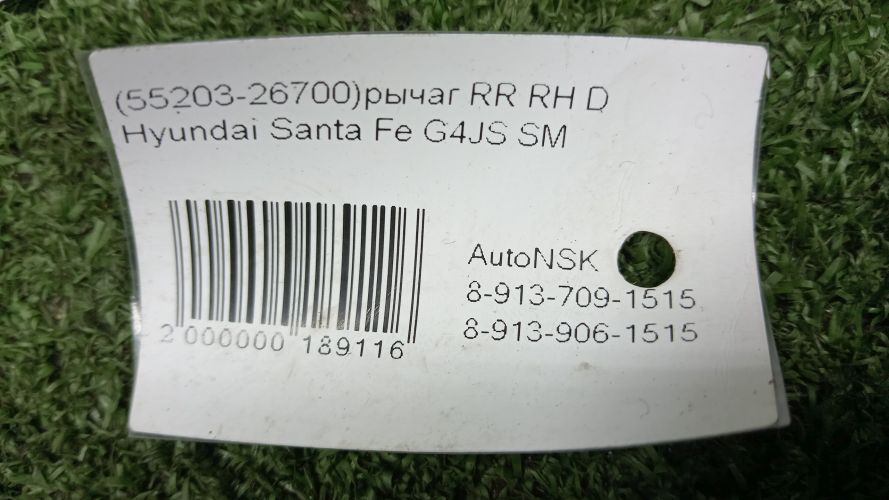 (55203-26700)рычаг RR RH D
Hyundai Santa Fe G4JS SM
2 000000 189116
AutoNSK
8-913-709-1515
8-913-906-1515